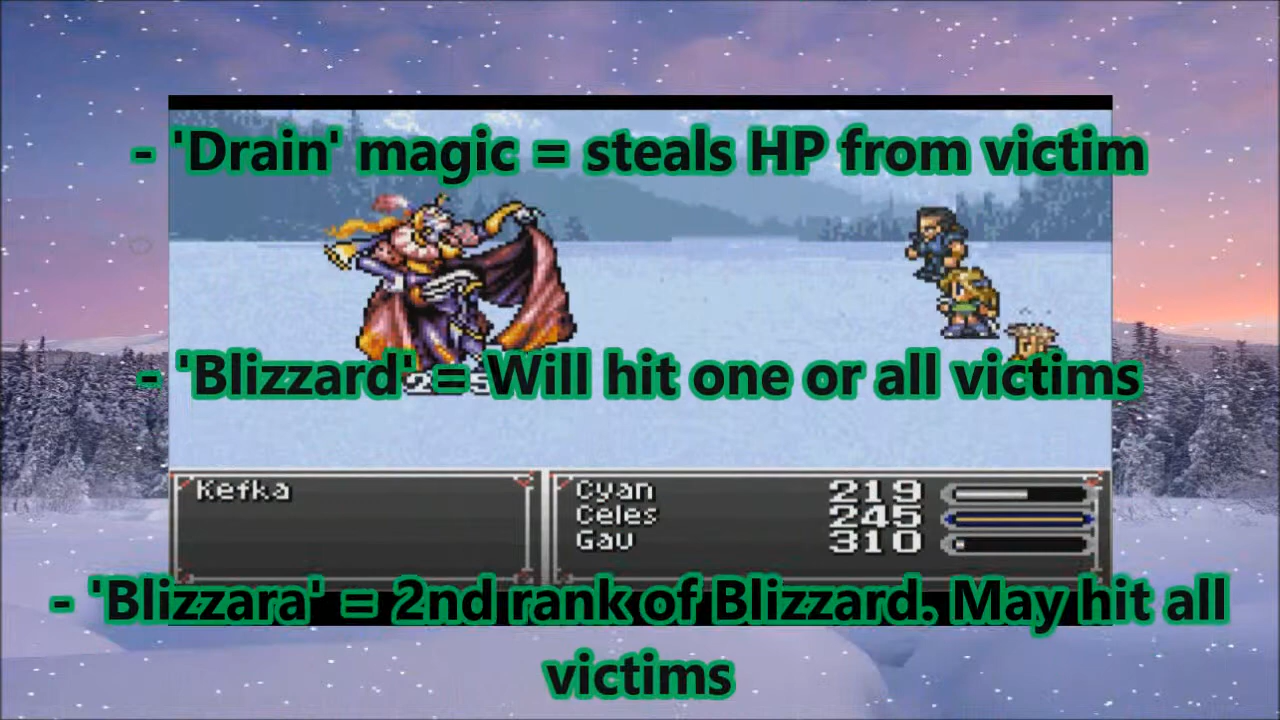 - 'Drain' magic = steals HP from victim
- 'Blizzard' = Will hit one or all victims
Kefka
Cyan 219
Celes 245
Gau 310
- 'Blizzara' = 2nd rank of Blizzard. May hit all
victims